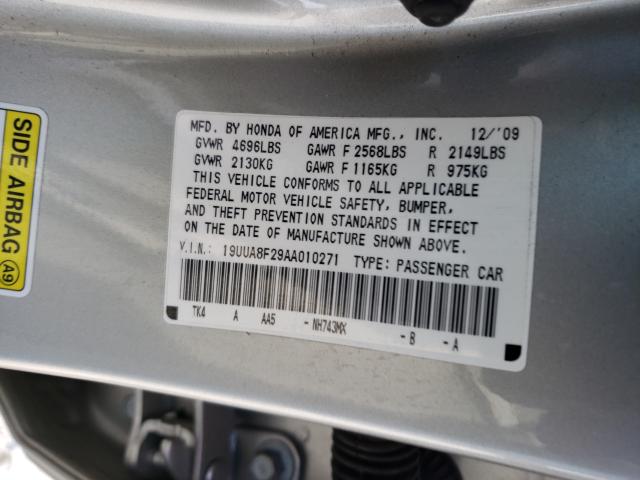 MFD. BY HONDA OF AMERICA MFG., INC. 12/'09
GVWR 4696LBS GAWR F 2568LBS R 2149LBS
GVWR 2130KG GAWR F 1165KG R 975KG
THIS VEHICLE CONFORMS TO ALL APPLICABLE
FEDERAL MOTOR VEHICLE SAFETY, BUMPER,
AND THEFT PREVENTION STANDARDS IN EFFECT
ON THE DATE OF MANUFACTURE SHOWN ABOVE.
V.I.N.: 19UUA8F29AA010271 TYPE: PASSENGER CAR
TK4 A AA5 -NH743MX -B -A
SIDE AIRBAG A9